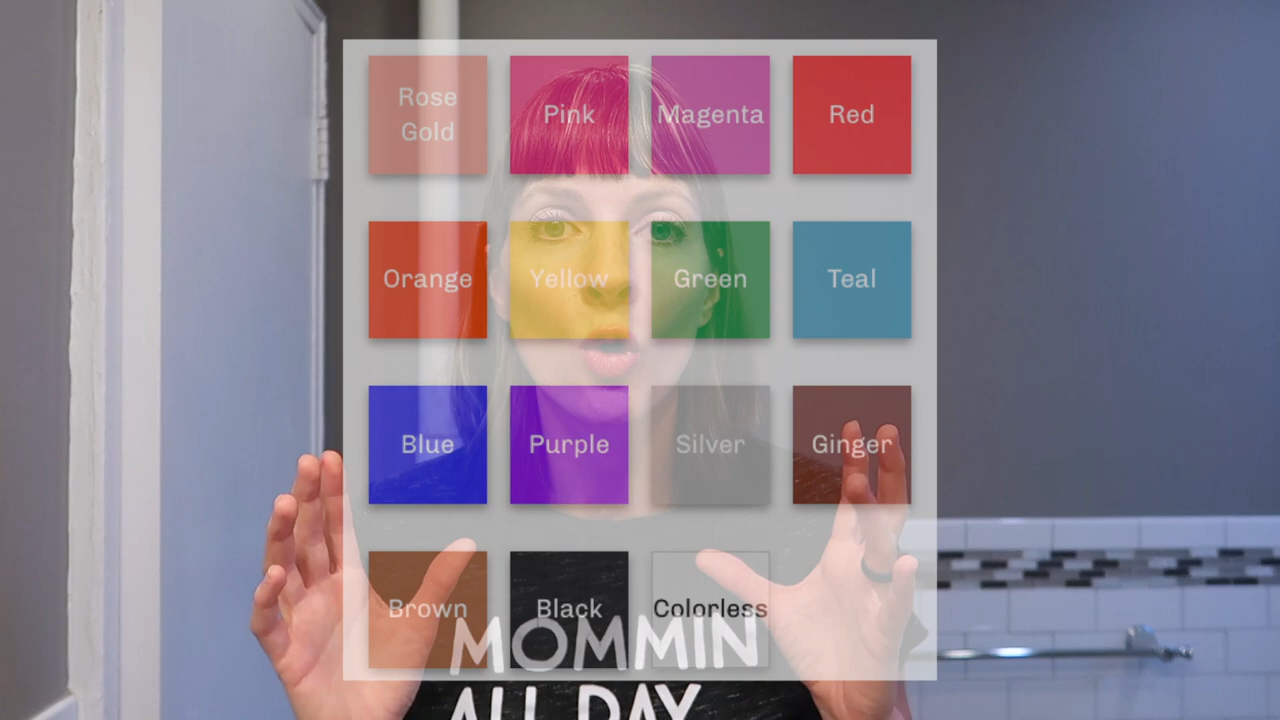 Rose
Gold
Pink
Magenta
Red
Orange
Yellow
Green
Teal
Blue
Purple
Silver
Ginger
Brown
Black
Colorless
MOMMIN
ALL DAY